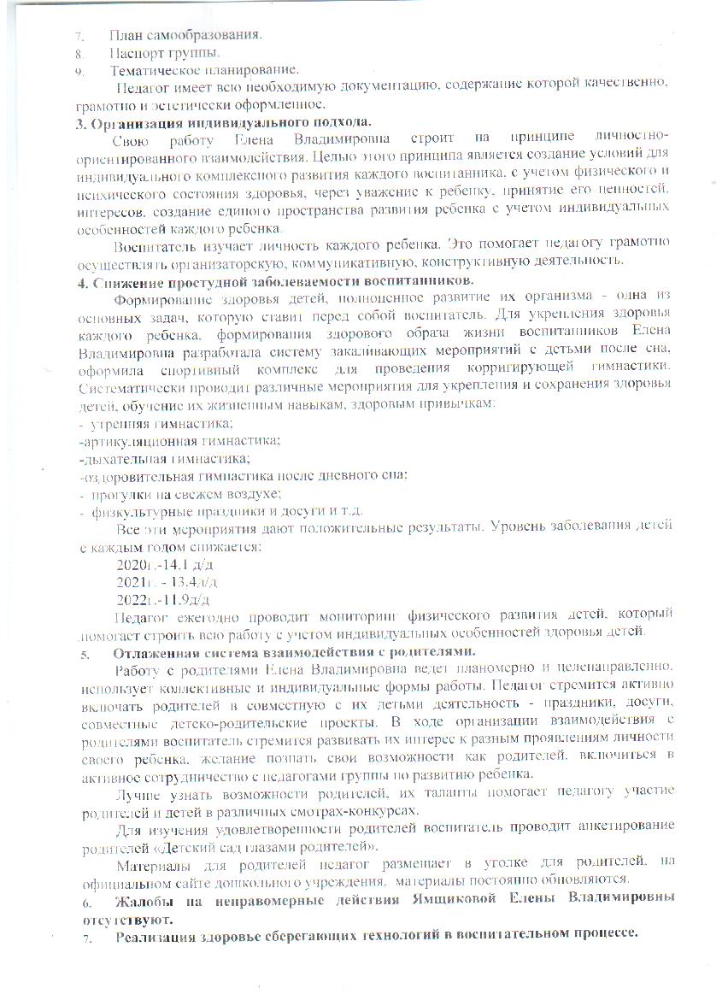 7. План самообразования.
8. Паспорт группы.
9. Тематическое планирование.
Педагог имеет всю необходимую документацию, содержание которой качественно,
грамотно и эстетически оформленное.
3. Организация индивидуального подхода.
Свою работу Елена Владимировна строит на принципе личностно-
ориентированного взаимодействия. Целью этого принципа является создание условий для
индивидуального комплексного развития каждого воспитанника, с учетом физического и
психического состояния здоровья, через уважение к ребенку, принятие его ценностей,
интересов, создание единого пространства развития ребенка с учетом индивидуальных
особенностей каждого ребенка.
Воспитатель изучает личность каждого ребенка. Это помогает педагогу грамотно
осуществлять организаторскую, коммуникативную, конструктивную деятельность.
4. Снижение простудной заболеваемости воспитанников.
Формирование здоровья детей, полноценное развитие их организма - одна из
основных задач, которую ставит перед собой воспитатель. Для укрепления здоровья
каждого ребенка, формирования здорового образа жизни воспитанников Елена
Владимировна разработала систему закаливающих мероприятий с детьми после сна,
оформила спортивный комплекс для проведения корригирующей гимнастики.
Систематически проводит различные мероприятия для укрепления и сохранения здоровья
детей, обучение их жизненным навыкам, здоровым привычкам:
- утренняя гимнастика;
-артикуляционная гимнастика;
-дыхательная гимнастика;
-оздоровительная гимнастика после дневного сна;
- прогулки на свежем воздухе;
- физкультурные праздники и досуги и т.д.
Все эти мероприятия дают положительные результаты. Уровень заболевания детей
с каждым годом снижается:
2020г.-14.1 д/д
2021г. - 13.4д/д
2022г.-11.9д/д
Педагог ежегодно проводит мониторинг физического развития детей, который
помогает строить всю работу с учетом индивидуальных особенностей здоровья детей.
5. Отлаженная система взаимодействия с родителями.
Работу с родителями Елена Владимировна ведет планомерно и целенаправленно,
использует коллективные и индивидуальные формы работы. Педагог стремится активно
включать родителей в совместную с их детьми деятельность - праздники, досуги,
совместные детско-родительские проекты. В ходе организации взаимодействия с
родителями воспитатель стремится развивать их интерес к разным проявлениям личности
своего ребенка, желание познать свои возможности как родителей, включиться в
активное сотрудничество с педагогами группы по развитию ребенка.
Лучше узнать возможности родителей, их таланты помогает педагогу участие
родителей и детей в различных смотрах-конкурсах.
Для изучения удовлетворенности родителей воспитатель проводит анкетирование
родителей «Детский сад глазами родителей».
Материалы для родителей педагог размещает в уголке для родителей, на
официальном сайте дошкольного учреждения, материалы постоянно обновляются.
6. Жалобы на неправомерные действия Ямщиковой Елены Владимировны
отсутствуют.
7. Реализация здоровье сберегающих технологий в воспитательном процессе.